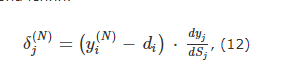 δ_j^(N) = (y_i^(N) − d_i) · dy_j/dS_j, (12)